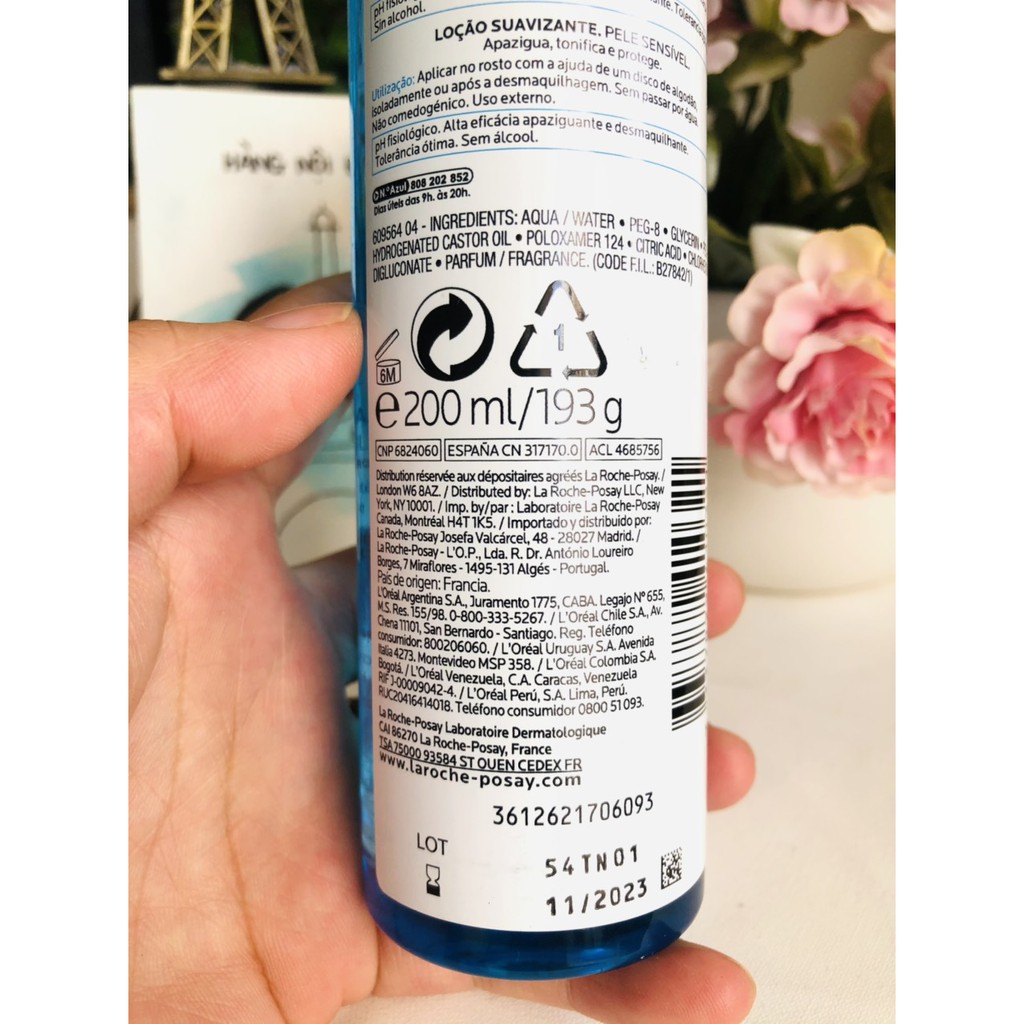 pH fisiol
Sin alcohol.
LOÇÃO SUAVIZANTE. PELE SENSÍVEL.
Apazigua, tonifica e protege.
Utilização: Aplicar no rosto com a ajuda de um disco de algodão,
isoladamente ou após a desmaquilhagem. Sem passar por água.
Não comedogénico. Uso externo.
pH fisiológico. Alta eficácia apaziguante e desmaquilhante.
Tolerância ótima. Sem álcool.
N.º Azul 808 202 852
Dias úteis das 9h. às 20h.
609564 04 - INGREDIENTS: AQUA / WATER • PEG-8 • GLYCERIN •
HYDROGENATED CASTOR OIL • POLOXAMER 124 • CITRIC ACID •
DIGLUCONATE • PARFUM / FRAGRANCE. (CODE F.I.L.: B27842/1)
1
6M
e 200 ml/193 g
CNP 6824060 ESPAÑA CN 317170.0 ACL 4685756
Distribution réservée aux dépositaires agréés La Roche-Posay. /
London W6 8AZ. / Distributed by: La Roche-Posay LLC, New
York, NY 10001. / Imp. by/par : Laboratoire La Roche-Posay
Canada, Montréal H4T 1K5. / Importado y distribuido por:
La Roche-Posay Josefa Valcárcel, 48 - 28027 Madrid. /
La Roche-Posay - L'O.P., Lda. R. Dr. António Loureiro
Borges, 7 Miraflores - 1495-131 Algés - Portugal.
País de origen: Francia.
L'Oréal Argentina S.A., Juramento 1775, CABA. Legajo Nº 655,
M.S. Res. 155/98. 0-800-333-5267. / L'Oréal Chile S.A., Av.
Chena 11101, San Bernardo - Santiago. Reg. Teléfono
consumidor: 800206060. / L'Oréal Uruguay S.A. Avenida
Italia 4273. Montevideo MSP 358. / L'Oréal Colombia S.A.
Bogotá. / L'Oréal Venezuela, C.A. Caracas, Venezuela
RIF J-00009042-4. / L'Oréal Perú, S.A. Lima, Perú.
RUC20416414018. Teléfono consumidor 0800 51 093.
La Roche-Posay Laboratoire Dermatologique
CAI 86270 La Roche-Posay, France
TSA 75000 93584 ST OUEN CEDEX FR
www.laroche-posay.com
3612621706093
LOT
54TN01
11/2023
HÀNG NỘI